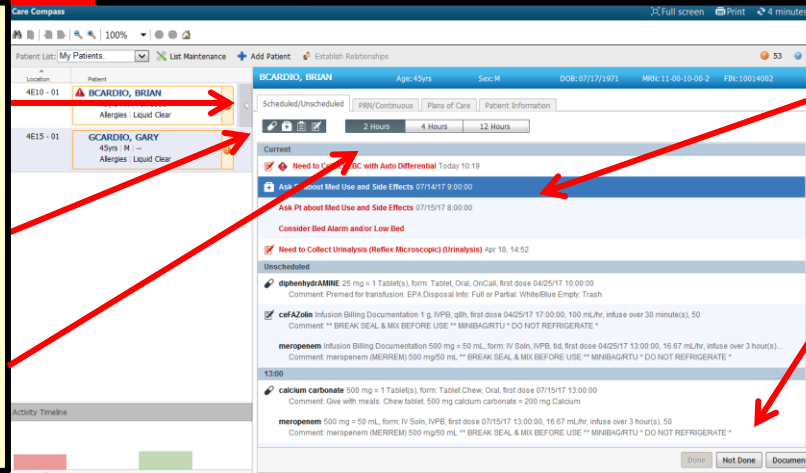 Care Compass
Full screen Print 4 minutes
100%
Patient List: My Patients. List Maintenance Add Patient Establish Relationships
53
Location Patient
4E10 - 01 BCARDIO, BRIAN
Allergies | Liquid Clear
4E15 - 01 GCARDIO, GARY
45yrs | M | --
Allergies | Liquid Clear
Activity Timeline
BCARDIO, BRIAN Age: 45yrs Sex: M DOB: 07/17/1971 MRN: 11-00-10-00-2 FIN: 10014002
Scheduled/Unscheduled PRN/Continuous Plans of Care Patient Information
2 Hours 4 Hours 12 Hours
Current
Need to BC with Auto Differential Today 10:19
Ask Pt about Med Use and Side Effects 07/14/17 9:00:00
Ask Pt about Med Use and Side Effects 07/15/17 8:00:00
Consider Bed Alarm and/or Low Bed
Need to Collect Urinalysis (Reflex Microscopic) (Urinalysis) Apr 18, 14:52
Unscheduled
diphenhydrAMINE 25 mg = 1 Tablet(s), form: Tablet, Oral, OnCall, first dose 04/25/17 10:00:00
Comment: Premed for transfusion. EPA Disposal Info: Full or Partial: White/Blue Empty: Trash
ceFAZolin Infusion Billing Documentation 1 g, IVPB, q8h, first dose 04/25/17 17:00:00, 100 mL/hr, infuse over 30 minute(s), 50
Comment: ** BREAK SEAL & MIX BEFORE USE ** MINIBAG/RTU * DO NOT REFRIGERATE *
meropenem Infusion Billing Documentation 500 mg = 50 mL, form: IV Soln, IVPB, tid, first dose 04/25/17 13:00:00, 16.67 mL/hr, infuse over 3 hour(s)...
Comment: meropenem (MERREM) 500 mg/50 mL ** BREAK SEAL & MIX BEFORE USE ** MINIBAG/RTU * DO NOT REFRIGERATE *
13:00
calcium carbonate 500 mg = 1 Tablet(s), form: Tablet Chew, Oral, first dose 07/15/17 13:00:00
Comment: Give with meals. Chew tablet. 500 mg calcium carbonate = 200 mg Calcium
meropenem 500 mg = 50 mL, form: IV Soln, IVPB, first dose 07/15/17 13:00:00, 16.67 mL/hr, infuse over 3 hour(s), 50
Comment: meropenem (MERREM) 500 mg/50 mL ** BREAK SEAL & MIX BEFORE USE ** MINIBAG/RTU * DO NOT REFRIGERATE *
Done Not Done Documen